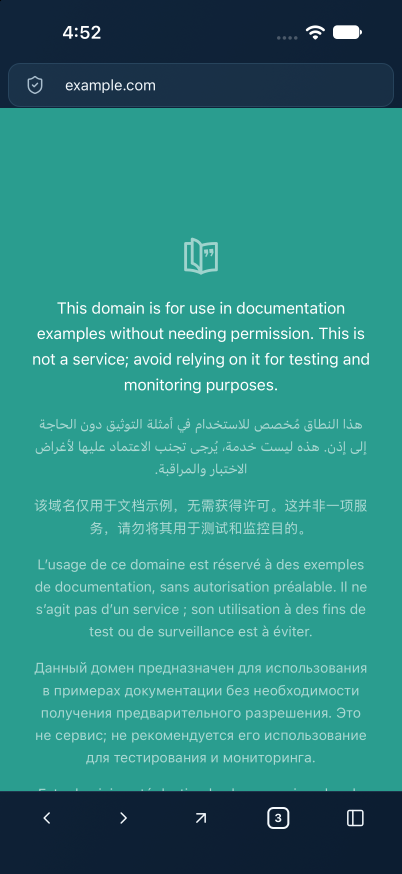 4:52
example.com
This domain is for use in documentation
examples without needing permission. This is
not a service; avoid relying on it for testing and
monitoring purposes.
هذا النطاق مُخصص للاستخدام في أمثلة التوثيق دون الحاجة
إلى إذن. هذه ليست خدمة، يُرجى تجنب الاعتماد عليها لأغراض
الاختبار والمراقبة.
该域名仅用于文档示例，无需获得许可。这并非一项服
务，请勿将其用于测试和监控目的。
L’usage de ce domaine est réservé à des exemples
de documentation, sans autorisation préalable. Il ne
s’agit pas d’un service ; son utilisation à des fins de
test ou de surveillance est à éviter.
Данный домен предназначен для использования
в примерах документации без необходимости
получения предварительного разрешения. Это
не сервис; не рекомендуется его использование
для тестирования и мониторинга.
3